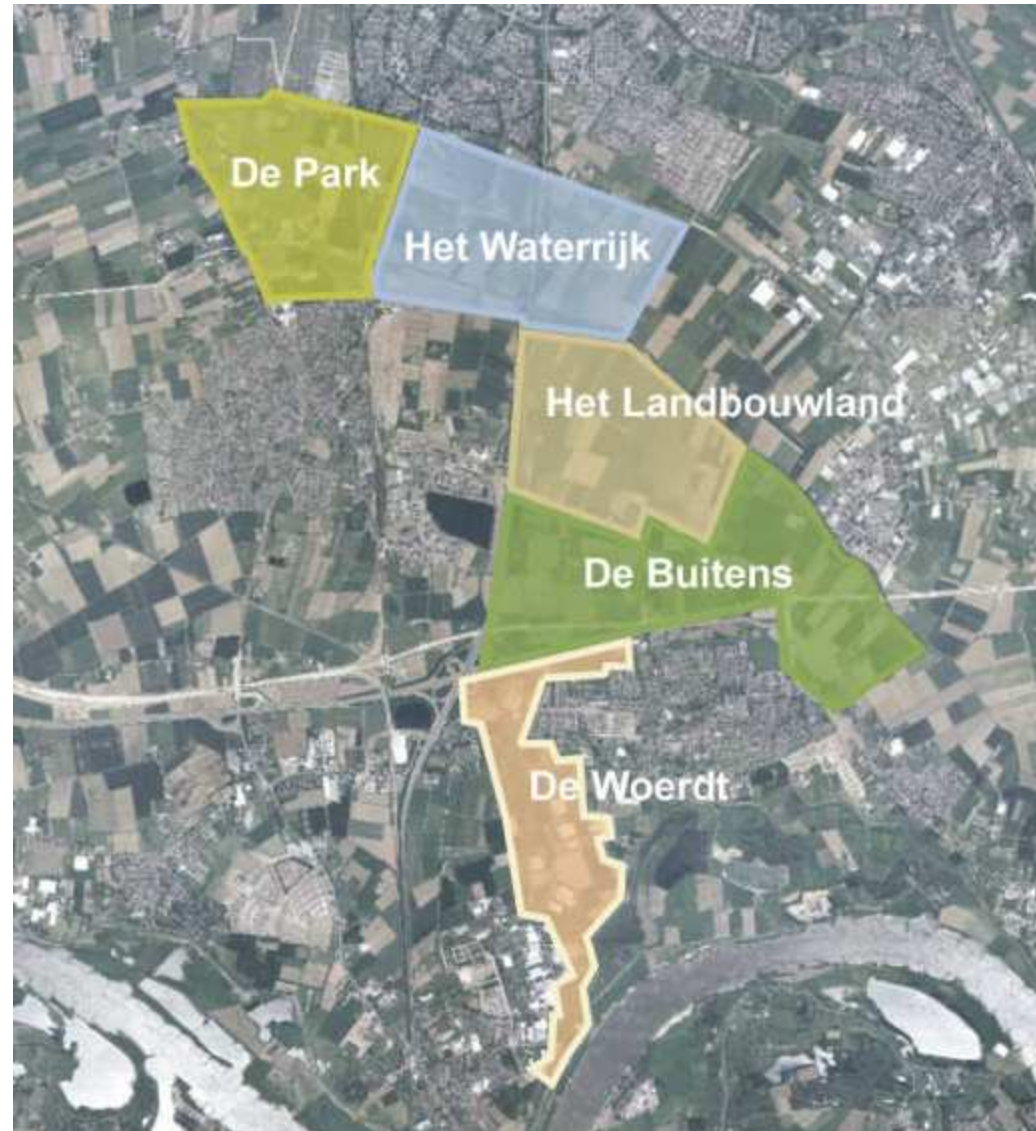 De Park
Het Waterrijk
Het Landbouwland
De Buitens
De Woerdt